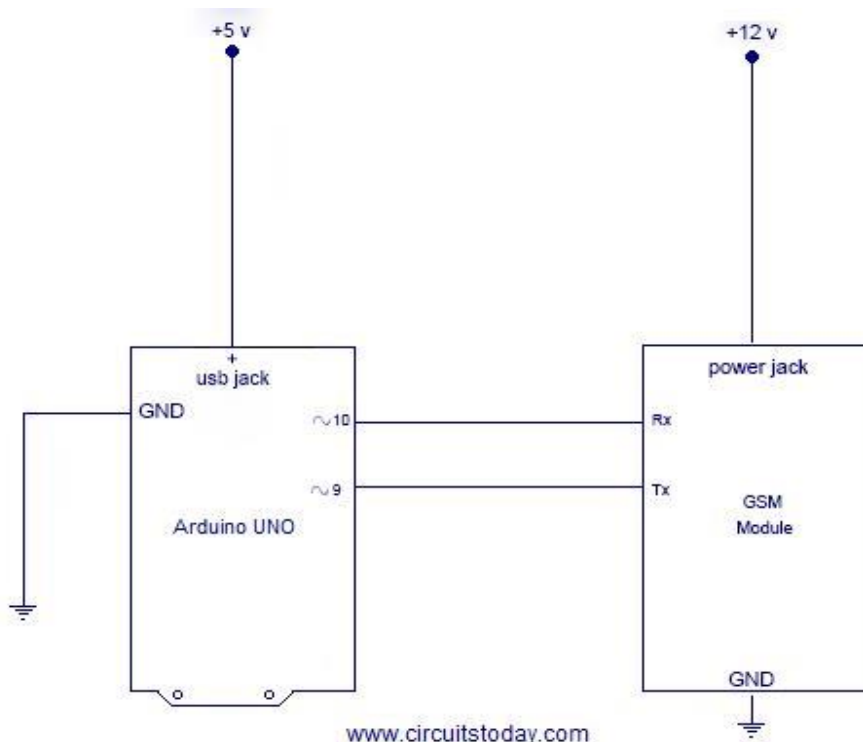 +5 v
+12 v
+
usb jack
power jack
GND
~10
Rx
~9
Tx
Arduino UNO
GSM
Module
GND
www.circuitstoday.com